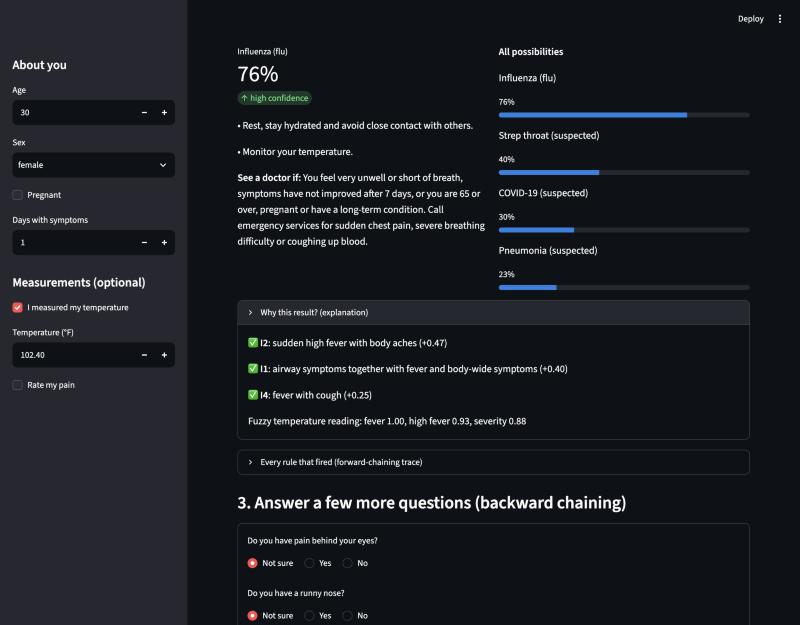 Deploy
About you
Age
30
Sex
female
Pregnant
Days with symptoms
1
Measurements (optional)
I measured my temperature
Temperature (°F)
102.40
Rate my pain
Influenza (flu)
76%
↑ high confidence
• Rest, stay hydrated and avoid close contact with others.
• Monitor your temperature.
See a doctor if: You feel very unwell or short of breath,
symptoms have not improved after 7 days, or you are 65 or
over, pregnant or have a long-term condition. Call
emergency services for sudden chest pain, severe breathing
difficulty or coughing up blood.
All possibilities
Influenza (flu)
76%
Strep throat (suspected)
40%
COVID-19 (suspected)
30%
Pneumonia (suspected)
23%
Why this result? (explanation)
✅ I2: sudden high fever with body aches (+0.47)
✅ I1: airway symptoms together with fever and body-wide symptoms (+0.40)
✅ I4: fever with cough (+0.25)
Fuzzy temperature reading: fever 1.00, high fever 0.93, severity 0.88
Every rule that fired (forward-chaining trace)
3. Answer a few more questions (backward chaining)
Do you have pain behind your eyes?
Not sure Yes No
Do you have a runny nose?
Not sure Yes No